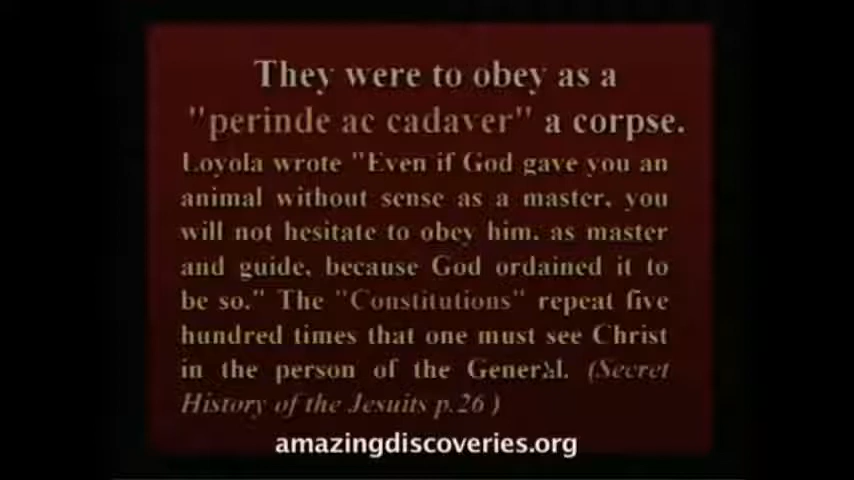 They were to obey as a
"perinde ac cadaver" a corpse.
Loyola wrote "Even if God gave you an
animal without sense as a master, you
will not hesitate to obey him, as master
and guide, because God ordained it to
be so." The "Constitutions" repeat five
hundred times that one must see Christ
in the person of the General. (Secret
History of the Jesuits p.26 )
amazingdiscoveries.org